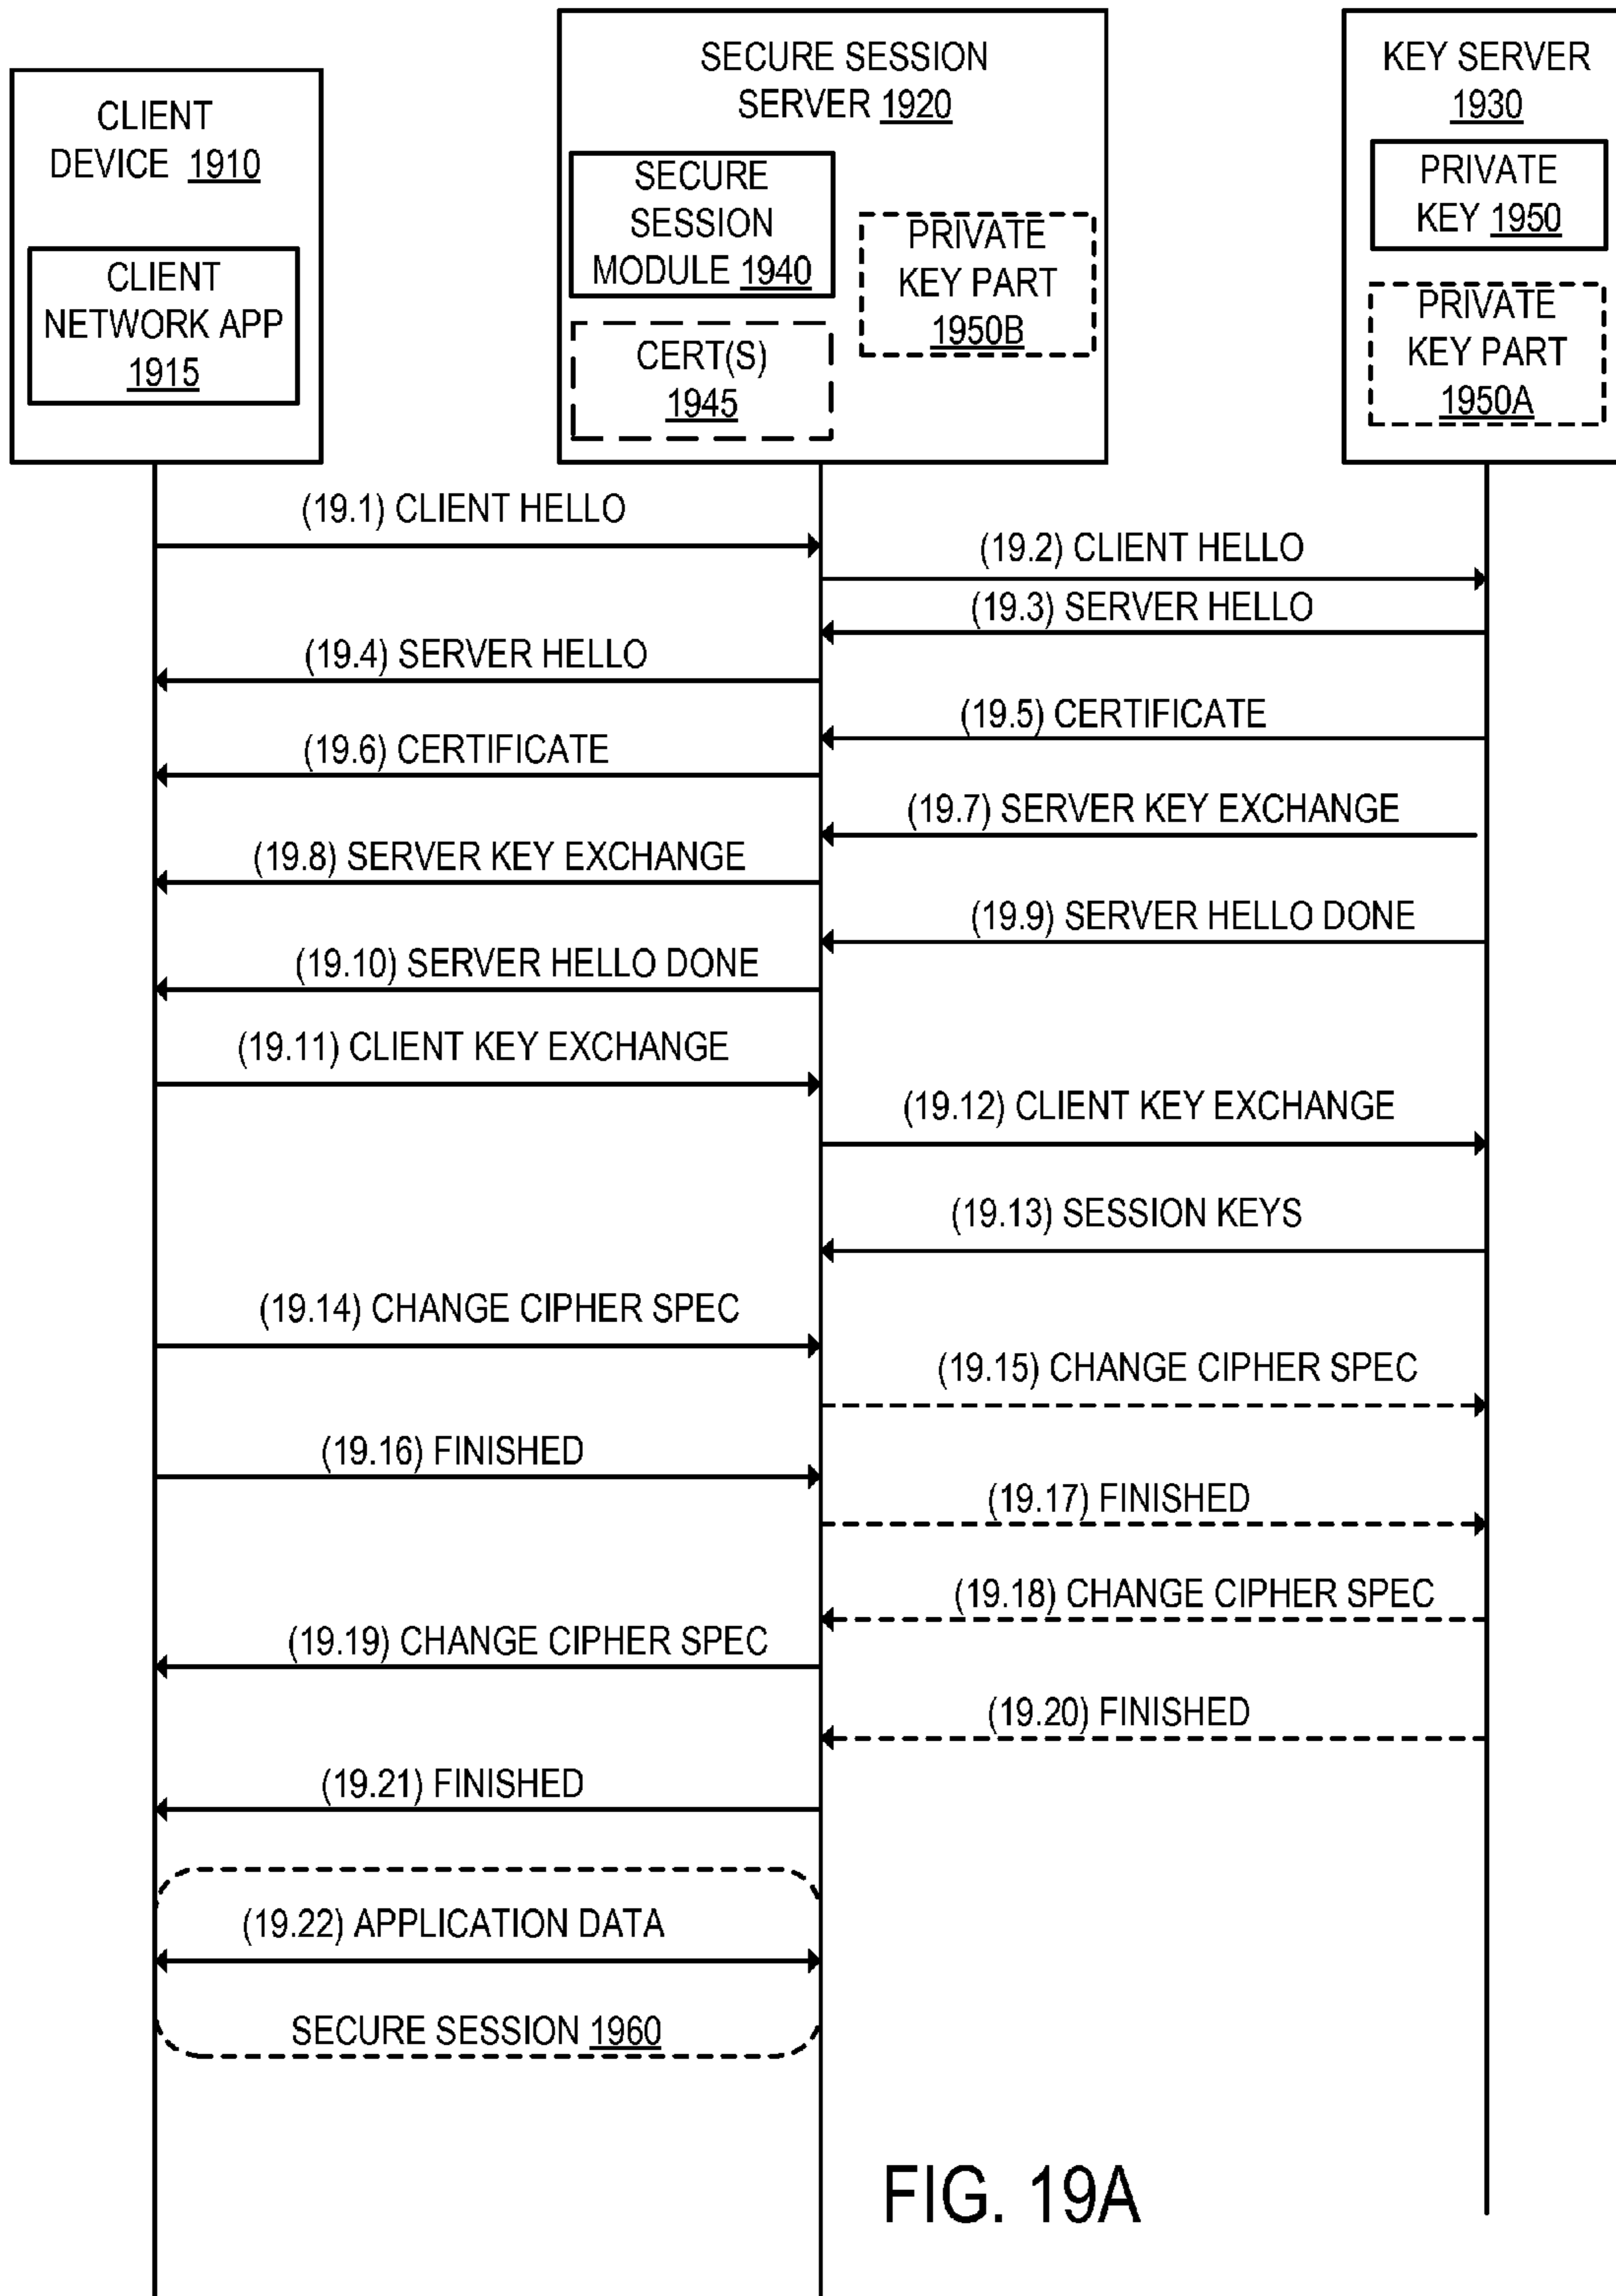 CLIENT
DEVICE 1910
CLIENT
NETWORK APP
1915
SECURE SESSION
SERVER 1920
SECURE
SESSION
MODULE 1940
CERT(S)
1945
PRIVATE
KEY PART
1950B
KEY SERVER
1930
PRIVATE
KEY 1950
PRIVATE
KEY PART
1950A
(19.1) CLIENT HELLO
(19.2) CLIENT HELLO
(19.3) SERVER HELLO
(19.4) SERVER HELLO
(19.5) CERTIFICATE
(19.6) CERTIFICATE
(19.7) SERVER KEY EXCHANGE
(19.8) SERVER KEY EXCHANGE
(19.9) SERVER HELLO DONE
(19.10) SERVER HELLO DONE
(19.11) CLIENT KEY EXCHANGE
(19.12) CLIENT KEY EXCHANGE
(19.13) SESSION KEYS
(19.14) CHANGE CIPHER SPEC
(19.15) CHANGE CIPHER SPEC
(19.16) FINISHED
(19.17) FINISHED
(19.18) CHANGE CIPHER SPEC
(19.19) CHANGE CIPHER SPEC
(19.20) FINISHED
(19.21) FINISHED
(19.22) APPLICATION DATA
SECURE SESSION 1960
FIG. 19A